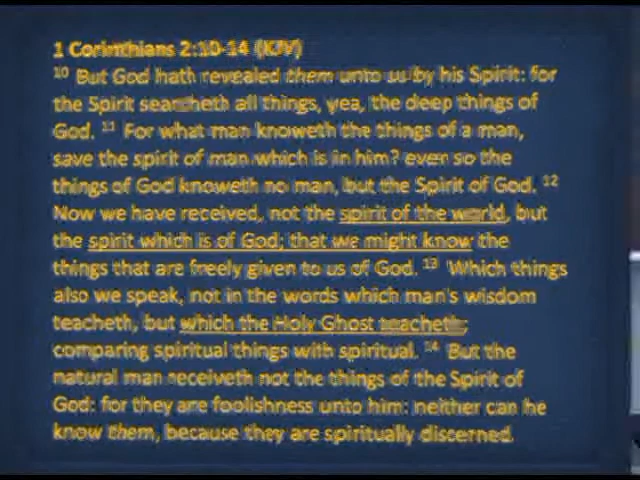 1 Corinthians 2:10-14 (KJV)
10 But God hath revealed them unto us by his Spirit: for
the Spirit searcheth all things, yea, the deep things of
God. 11 For what man knoweth the things of a man,
save the spirit of man which is in him? even so the
things of God knoweth no man, but the Spirit of God. 12
Now we have received, not the spirit of the world, but
the spirit which is of God; that we might know the
things that are freely given to us of God. 13 Which things
also we speak, not in the words which man's wisdom
teacheth, but which the Holy Ghost teacheth;
comparing spiritual things with spiritual. 14 But the
natural man receiveth not the things of the Spirit of
God: for they are foolishness unto him: neither can he
know them, because they are spiritually discerned.